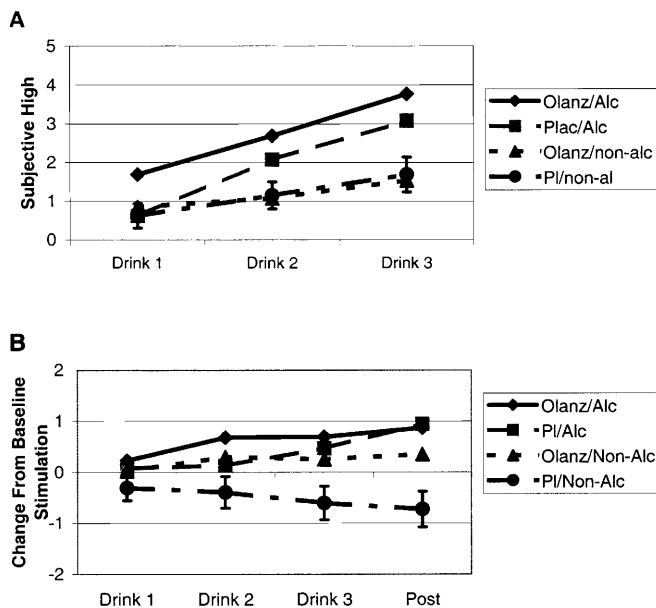 A
Subjective High
5
4
3
2
1
0
Drink 1
Drink 2
Drink 3
Olanz/Alc
Plac/Alc
Olanz/non-alc
Pl/non-al
B
Change From Baseline
Stimulation
2
1
0
-1
-2
Drink 1
Drink 2
Drink 3
Post
Olanz/Alc
Pl/Alc
Olanz/Non-Alc
Pl/Non-Alc